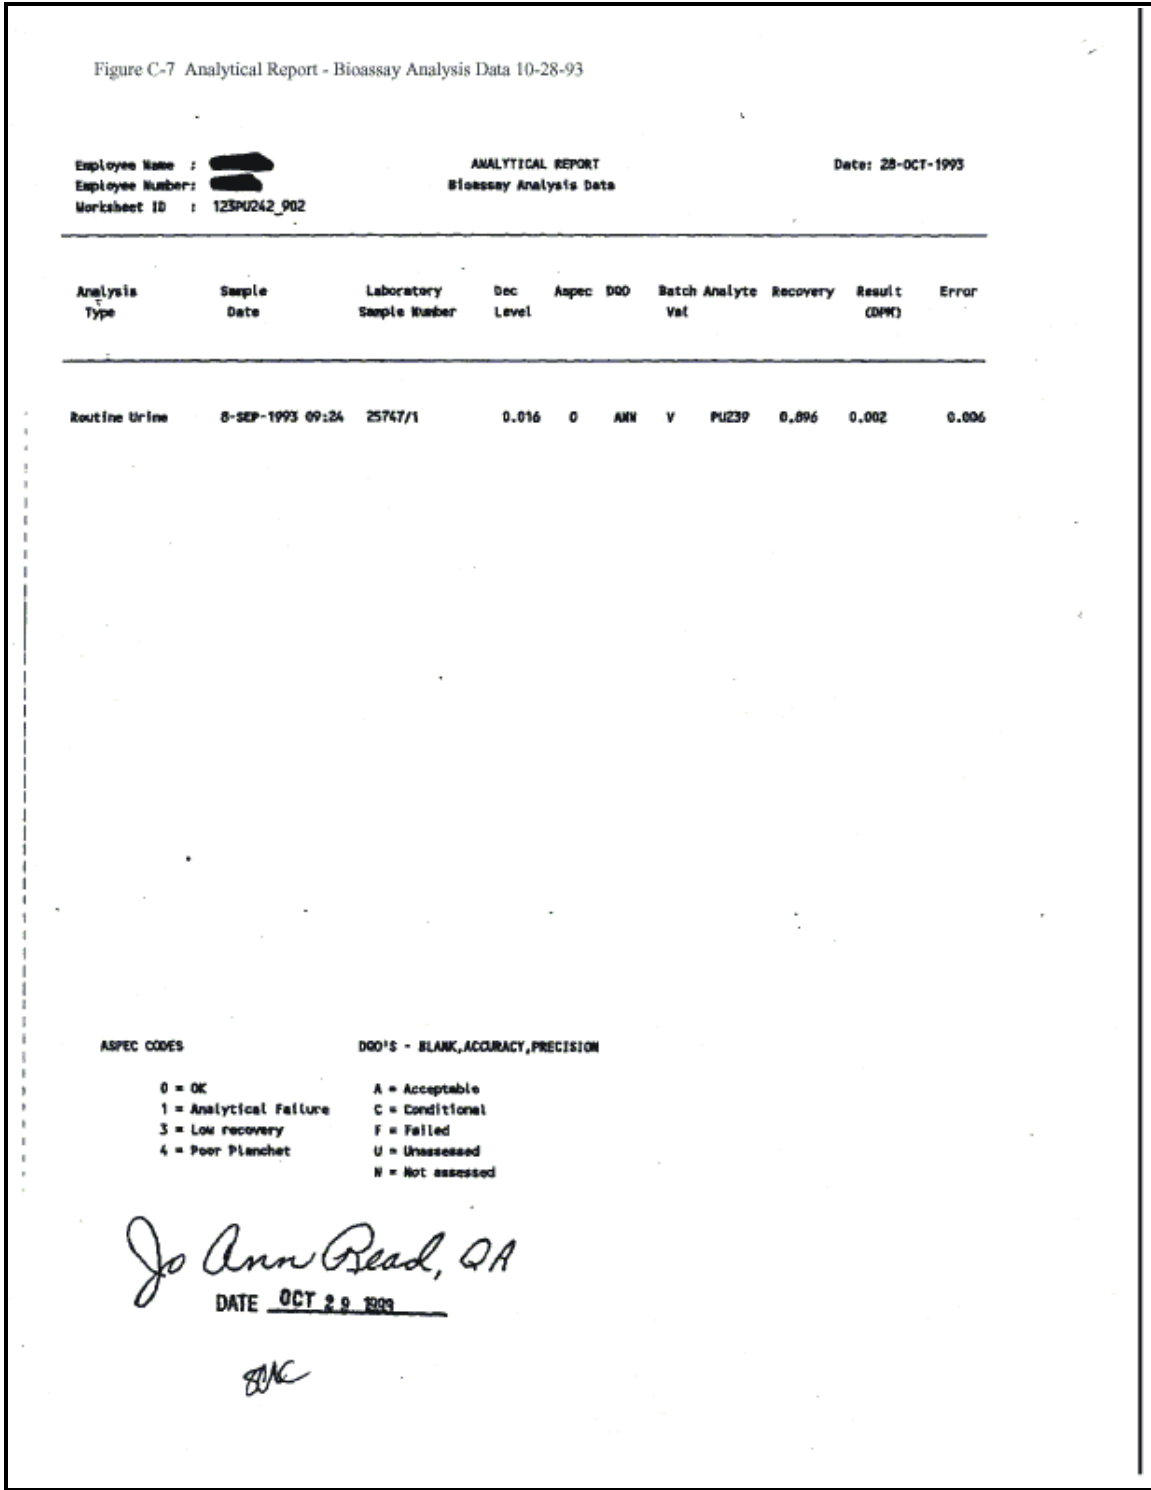 Figure C-7 Analytical Report - Bioassay Analysis Data 10-28-93
Employee Name : ANALYTICAL REPORT Date: 28-OCT-1993
Employee Number: Bioassay Analysis Data
Worksheet ID : 123PU242_902
Analysis Sample Laboratory Dec Aspec DQO Batch Analyte Recovery Result Error
Type Date Sample Number Level Val (DPM)
Routine Urine 8-SEP-1993 09:24 25747/1 0.016 0 ANN V PU239 0.896 0.002 0.006
ASPEC CODES DQO'S - BLANK,ACCURACY,PRECISION
0 = OK A = Acceptable
1 = Analytical Failure C = Conditional
3 = Low recovery F = Failed
4 = Poor Planchet U = Unassessed
N = Not assessed
Jo Ann Read, QA
DATE OCT 29 1993